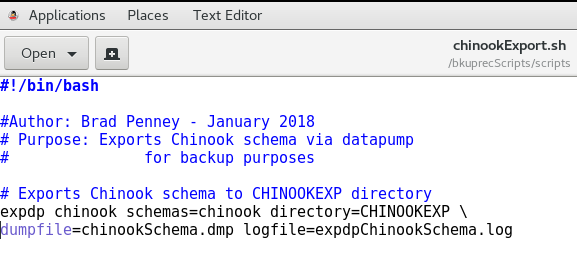 Applications Places Text Editor
Open chinookExport.sh
/bkuprecScripts/scripts
#!/bin/bash
#Author: Brad Penney - January 2018
# Purpose: Exports Chinook schema via datapump
#               for backup purposes
# Exports Chinook schema to CHINOOKEXP directory
expdp chinook schemas=chinook directory=CHINOOKEXP \
dumpfile=chinookSchema.dmp logfile=expdpChinookSchema.log